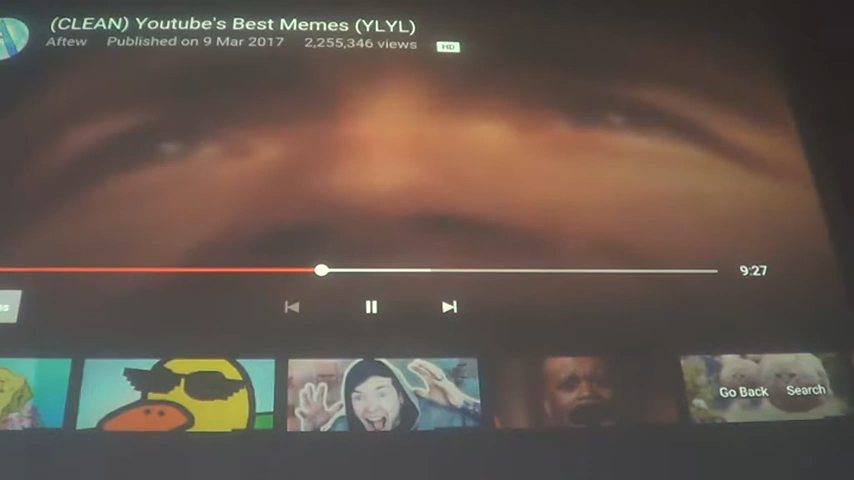 (CLEAN) Youtube's Best Memes (YLYL)
Aftew Published on 9 Mar 2017 2,255,346 views HD
9:27
Go Back Search